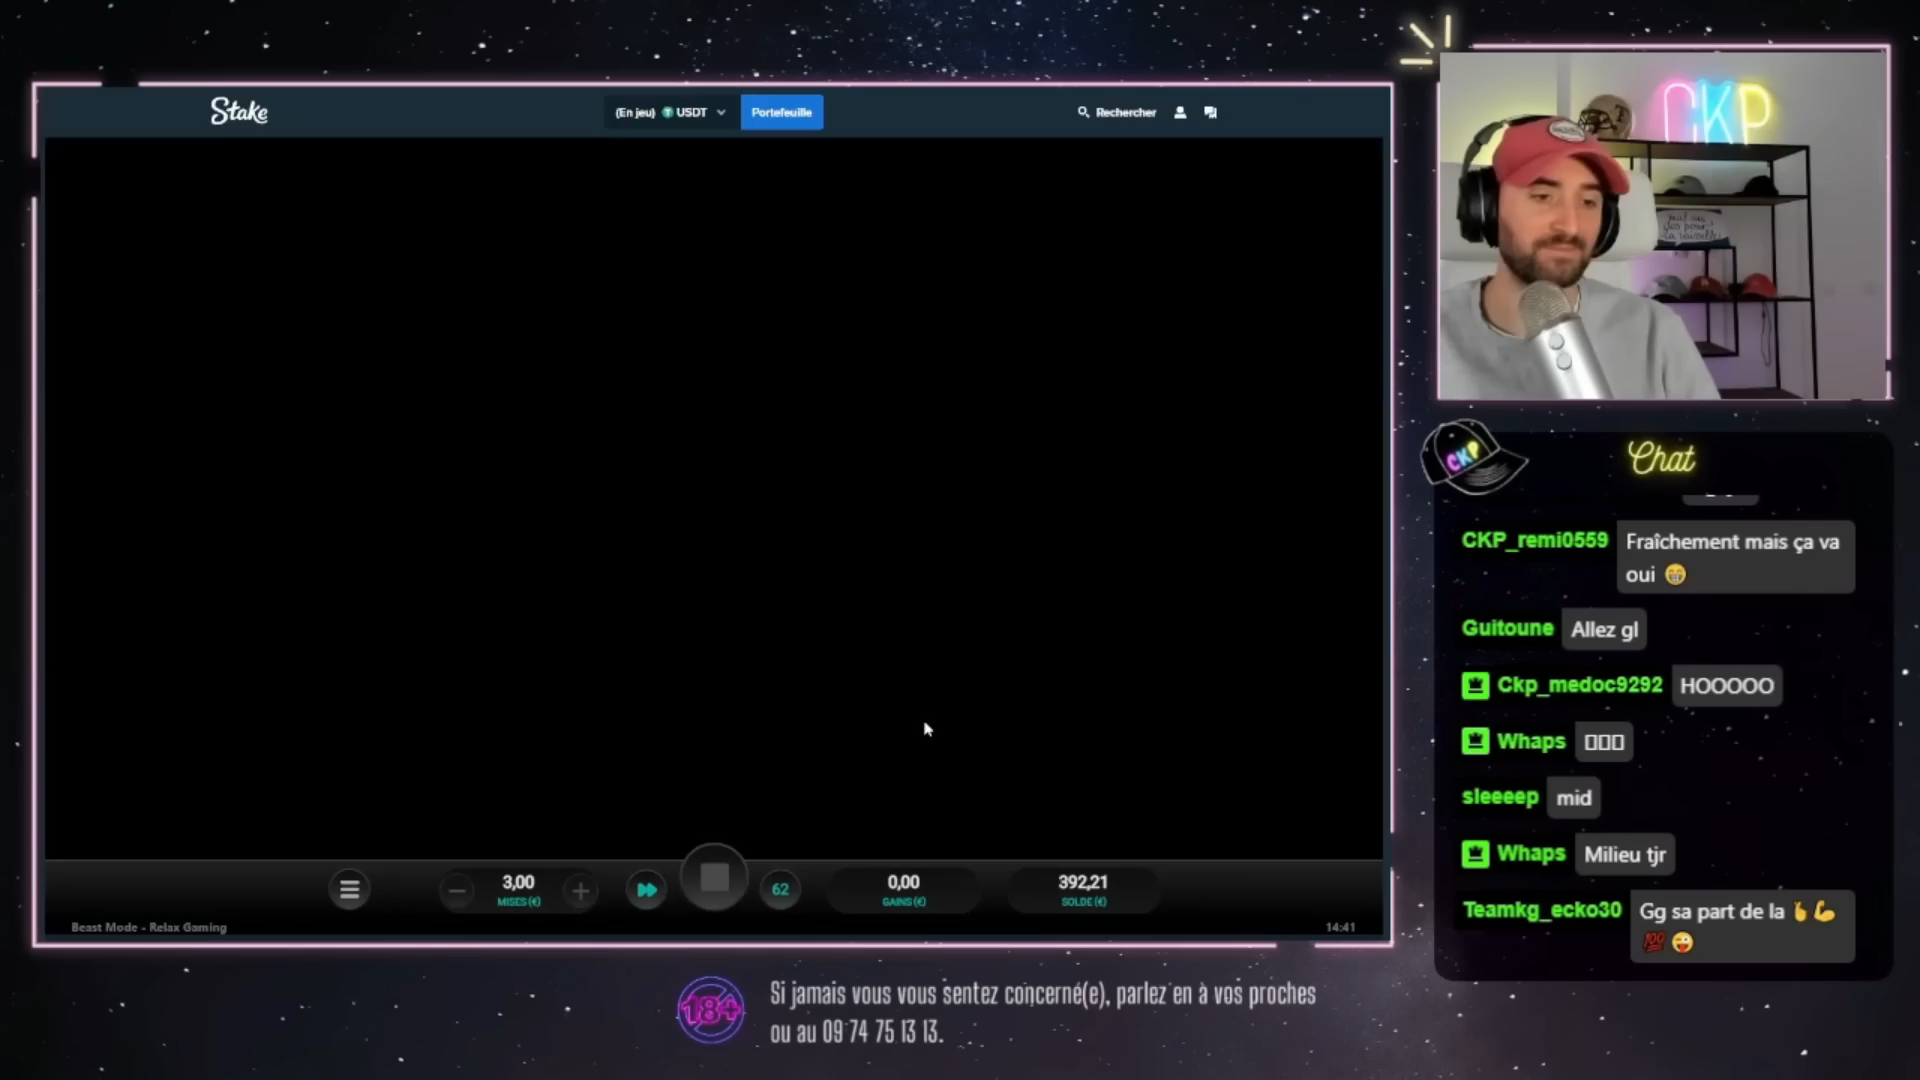 Stake
(En jeu) USDT
Portefeuille
Rechercher
CKP
CKP
Chat
CKP_remi0559 Fraîchement mais ça va
oui 😁
Guitoune Allez gl
Ckp_medoc9292 HOOOOO
Whaps
sleeeep mid
Whaps Milieu tjr
Teamkg_ecko30 Gg sa part de la 🫰💪
💯 😜
3,00
MISES (€)
62
0,00
GAINS (€)
392,21
SOLDE (€)
Beast Mode - Relax Gaming
14:41
18+
Si jamais vous vous sentez concerné(e), parlez en à vos proches
ou au 09 74 75 13 13.